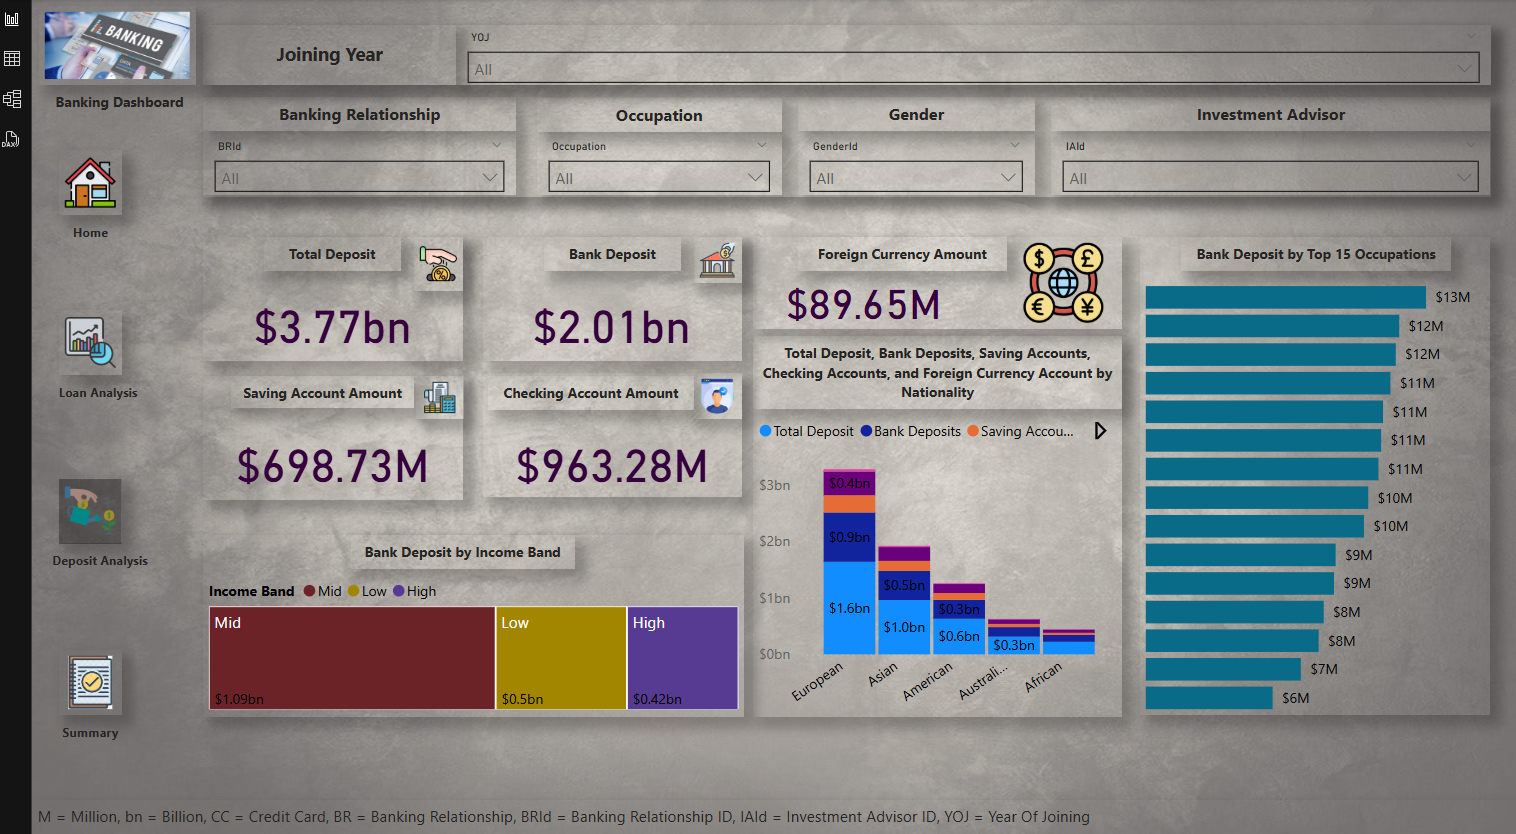 BANKING
DATA
Banking Dashboard
Joining Year
YOJ
All
Banking Relationship
Occupation
Gender
Investment Advisor
BRId
Occupation
GenderId
IAId
All
All
All
All
DAX
Home
Loan Analysis
Deposit Analysis
Summary
Total Deposit
$3.77bn
Bank Deposit
$2.01bn
Foreign Currency Amount
$89.65M
Saving Account Amount
$698.73M
Checking Account Amount
$963.28M
Total Deposit, Bank Deposits, Saving Accounts,
Checking Accounts, and Foreign Currency Account by
Nationality
Total Deposit Bank Deposits Saving Accou...
$3bn
$2bn
$1bn
$0bn
$0.4bn
$0.9bn
$1.6bn
$0.5bn
$1.0bn
$0.3bn
$0.6bn
$0.3bn
European
Asian
American
Australi...
African
Bank Deposit by Income Band
Income Band Mid Low High
Mid
$1.09bn
Low
$0.5bn
High
$0.42bn
Bank Deposit by Top 15 Occupations
$13M
$12M
$12M
$11M
$11M
$11M
$11M
$10M
$10M
$9M
$9M
$8M
$8M
$7M
$6M
M = Million, bn = Billion, CC = Credit Card, BR = Banking Relationship, BRId = Banking Relationship ID, IAId = Investment Advisor ID, YOJ = Year Of Joining